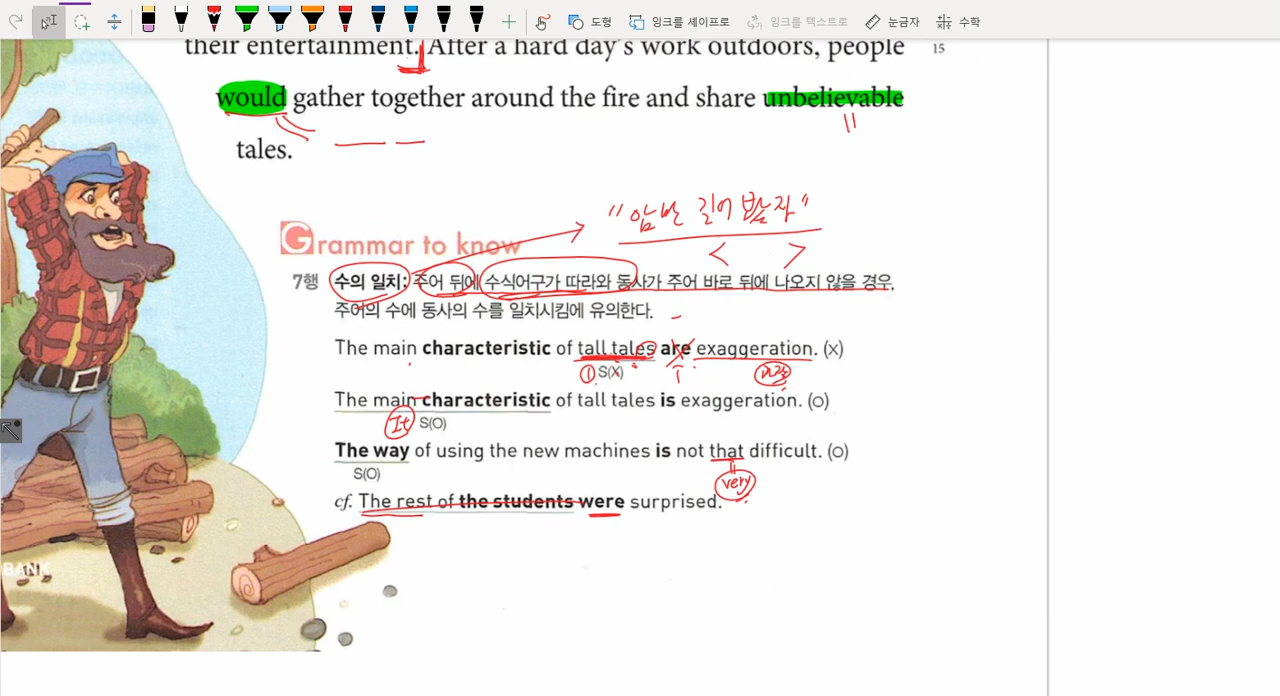 도형 잉크를 셰이프로 잉크를 텍스트로 눈금자 수학
their entertainment. After a hard day's work outdoors, people 15
would gather together around the fire and share unbelievable
tales.
Grammar to know
7행 수의 일치: 주어 뒤에 수식어구가 따라와 동사가 주어 바로 뒤에 나오지 않을 경우,
주어의 수에 동사의 수를 일치시킴에 유의한다.
The main characteristic of tall tales are exaggeration. (X)
① S(X)
The main characteristic of tall tales is exaggeration. (O)
It S(O)
The way of using the new machines is not that difficult. (O)
S(O) very
cf. The rest of the students were surprised.
BANK